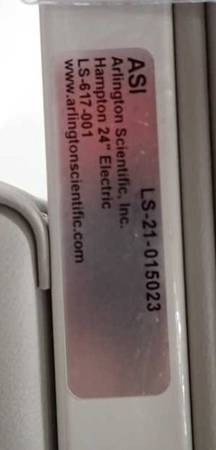 ASI
LS-21-015023
Arlington Scientific, Inc.
Hampton 24" Electric
LS-617-001
www.arlingtonscientific.com